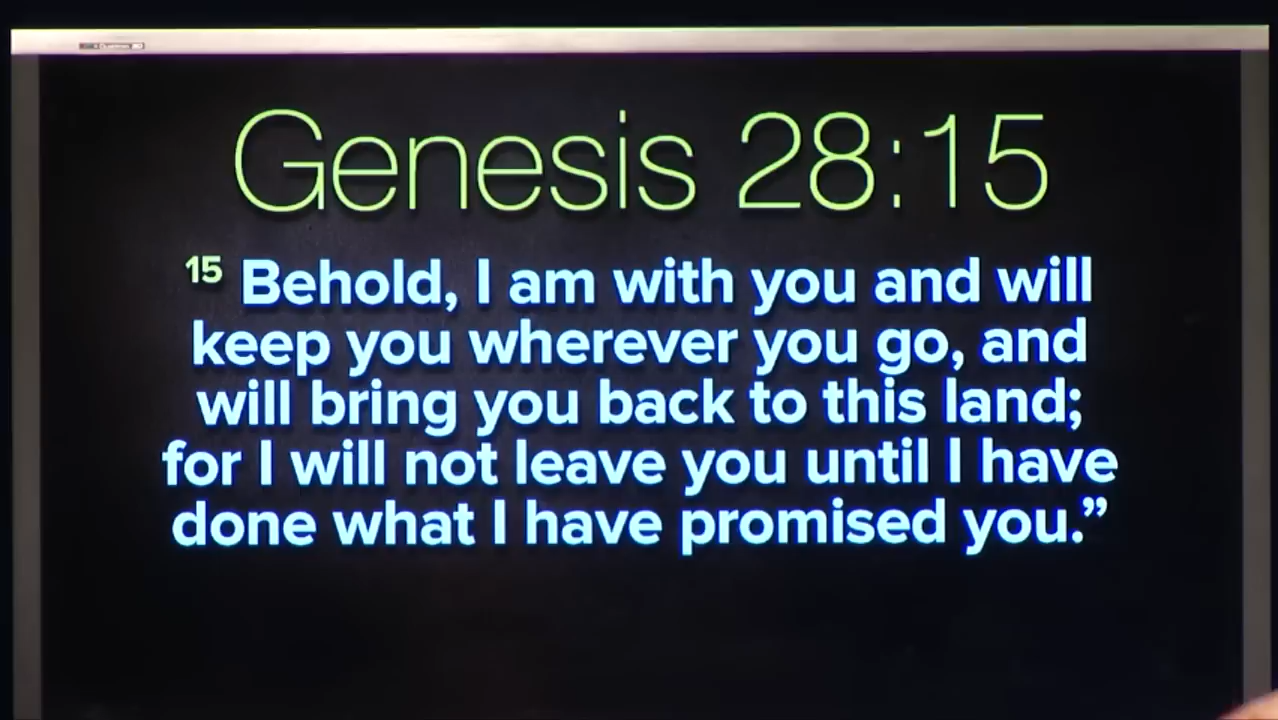 Genesis 28:15
15 Behold, I am with you and will
keep you wherever you go, and
will bring you back to this land;
for I will not leave you until I have
done what I have promised you.”